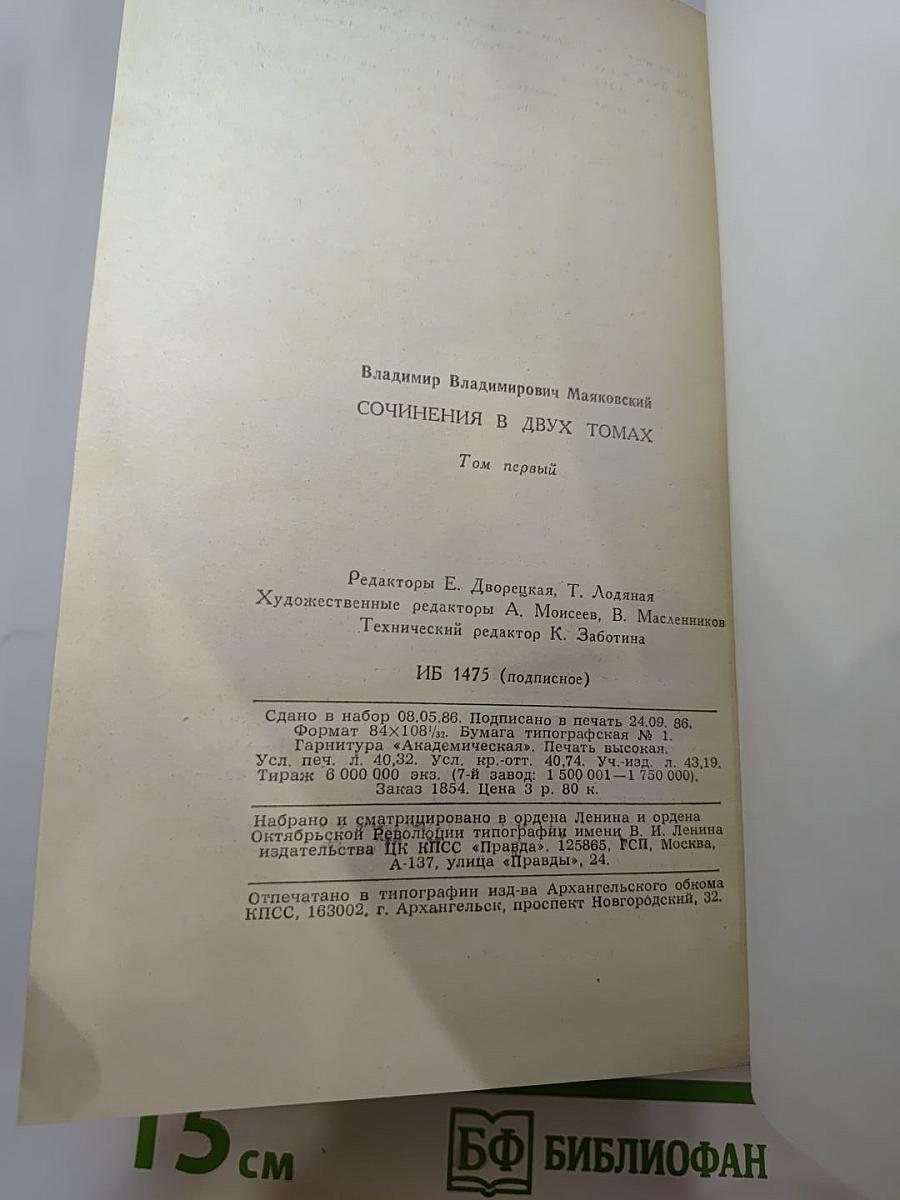 Владимир Владимирович Маяковский
СОЧИНЕНИЯ В ДВУХ ТОМАХ
Том первый
Редакторы Е. Дворецкая, Т. Лодяная
Художественные редакторы А. Моисеев, В. Масленников
Технический редактор К. Заботина
ИБ 1475 (подписное)
Сдано в набор 08.05.86. Подписано в печать 24.09. 86.
Формат 84×108¹/₃₂. Бумага типографская № 1.
Гарнитура «Академическая». Печать высокая.
Усл. печ. л. 40,32. Усл. кр.-отт. 40,74. Уч.-изд. л. 43,19.
Тираж 6 000 000 экз. (7-й завод: 1 500 001—1 750 000).
Заказ 1854. Цена 3 р. 80 к.
Набрано и сматрицировано в ордена Ленина и ордена
Октябрьской Революции типографии имени В. И. Ленина
издательства ЦК КПСС «Правда». 125865, ГСП, Москва,
А-137, улица «Правды», 24.
Отпечатано в типографии изд-ва Архангельского обкома
КПСС, 163002, г. Архангельск, проспект Новгородский, 32.
15 см
БФ БИБЛИОФАН